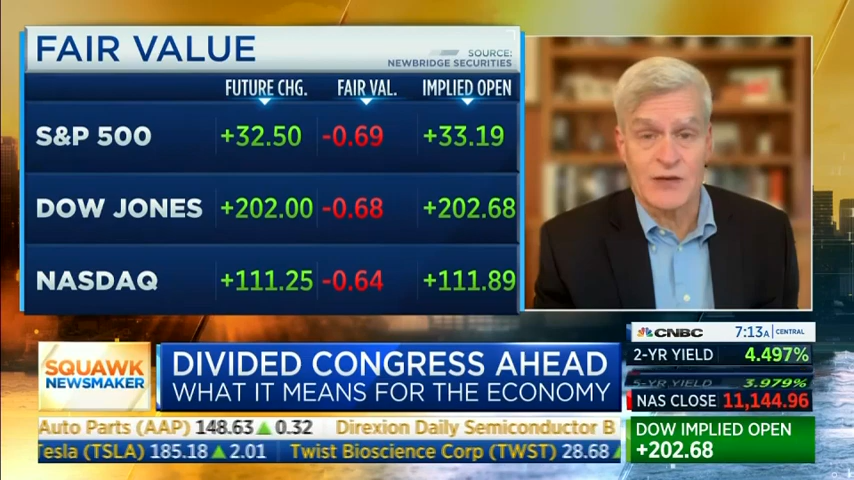 FAIR VALUE
SOURCE:
NEWBRIDGE SECURITIES
FUTURE CHG. FAIR VAL. IMPLIED OPEN
S&P 500 +32.50 -0.69 +33.19
DOW JONES +202.00 -0.68 +202.68
NASDAQ +111.25 -0.64 +111.89
SQUAWK
NEWSMAKER
DIVIDED CONGRESS AHEAD
WHAT IT MEANS FOR THE ECONOMY
CNBC 7:13A CENTRAL
2-YR YIELD 4.497%
5-YR YIELD 3.979%
NAS CLOSE 11,144.96
DOW IMPLIED OPEN
+202.68
Auto Parts (AAP) 148.63▲0.32 Direxion Daily Semiconductor B
Tesla (TSLA) 185.18▲2.01 Twist Bioscience Corp (TWST) 28.68▲